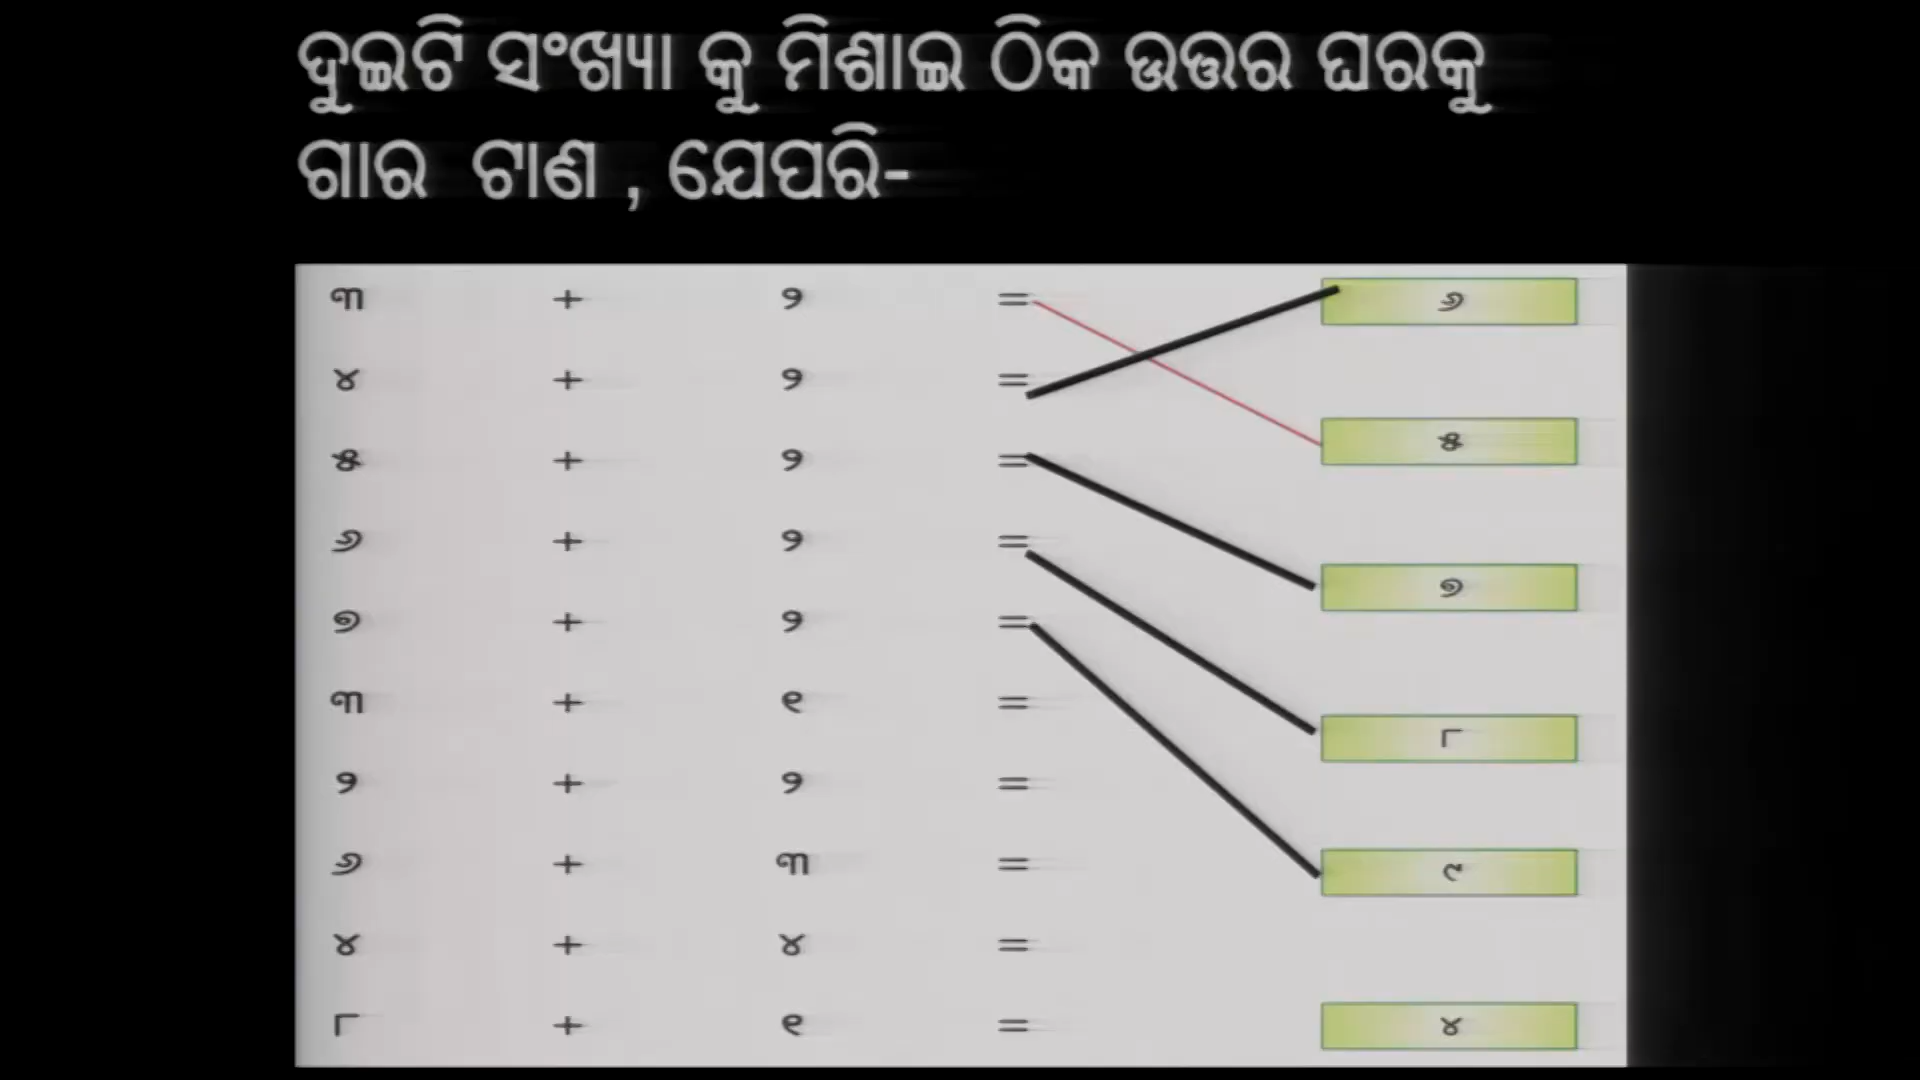 ଦୁଇଟି ସଂଖ୍ୟା କୁ ମିଶାଇ ଠିକ ଉତ୍ତର ଘରକୁ
ଗାର ଟାଣ , ଯେପରି-
୩ + ୨ = ୬
୪ + ୨ =
୫
୫ + ୨ =
୭
୬ + ୨ =
୭ + ୨ =
୩ + ୧ =
୮
୨ + ୨ =
୬ + ୩ = ୯
୪ + ୪ =
୮ + ୧ = ୪